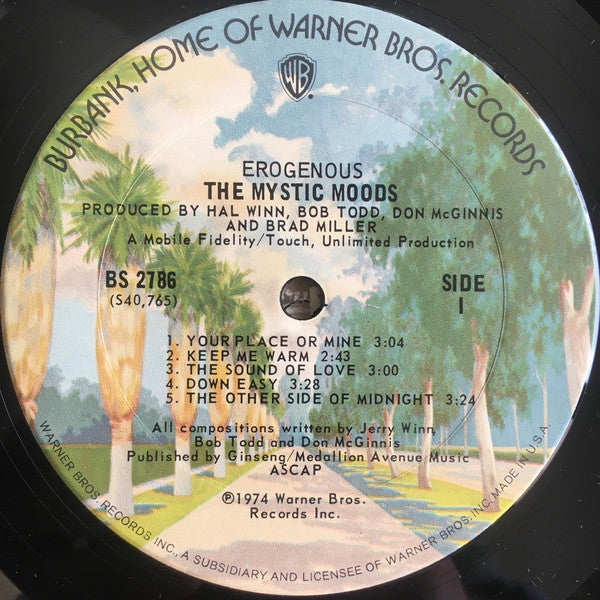 BURBANK, HOME OF WARNER BROS. RECORDS
WB
EROGENOUS
THE MYSTIC MOODS
PRODUCED BY HAL WINN, BOB TODD, DON McGINNIS
AND BRAD MILLER
A Mobile Fidelity/Touch, Unlimited Production
BS 2786
(S40,765)
SIDE
1
1. YOUR PLACE OR MINE 3:04
2. KEEP ME WARM 2:43
3. THE SOUND OF LOVE 3:00
4. DOWN EASY 3:28
5. THE OTHER SIDE OF MIDNIGHT 3:24
All compositions written by Jerry Winn,
Bob Todd and Don McGinnis
Published by Ginseng/Medallion Avenue Music
ASCAP
℗1974 Warner Bros.
Records Inc.
WARNER BROS. RECORDS INC., A SUBSIDIARY AND LICENSEE OF WARNER BROS. INC. MADE IN U.S.A.